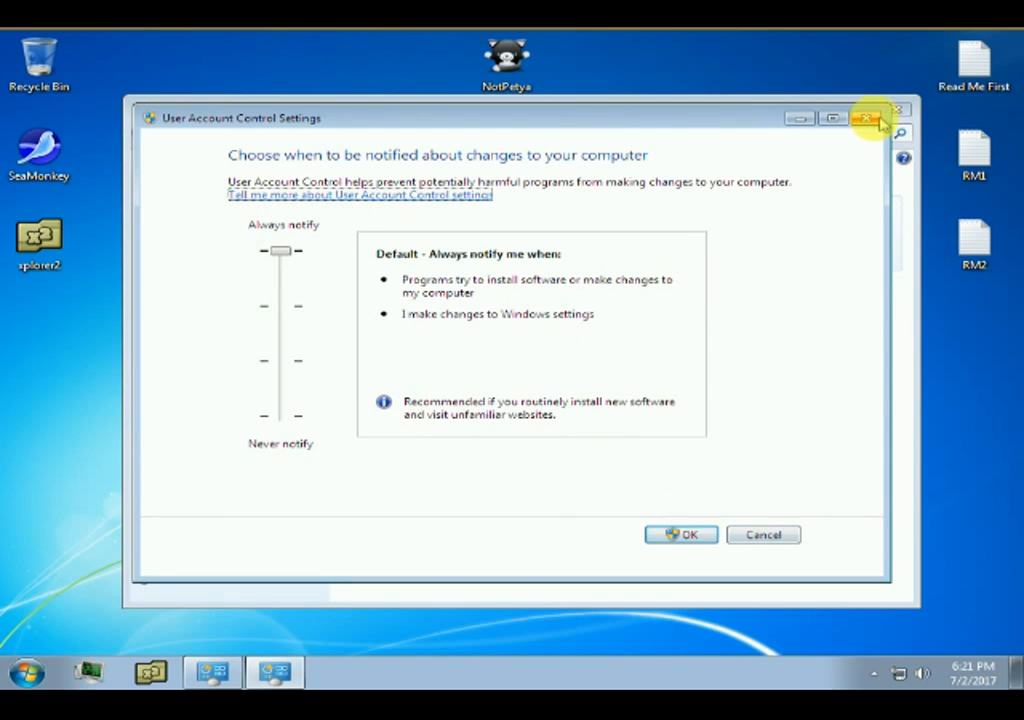 Recycle Bin
NotPetya
Read Me First
SeaMonkey
RM1
xplorer2
RM2
User Account Control Settings
Choose when to be notified about changes to your computer
User Account Control helps prevent potentially harmful programs from making changes to your computer.
Tell me more about User Account Control settings
Always notify
Default - Always notify me when:
Programs try to install software or make changes to
my computer
I make changes to Windows settings
Recommended if you routinely install new software
and visit unfamiliar websites.
Never notify
OK
Cancel
6:21 PM
7/2/2017